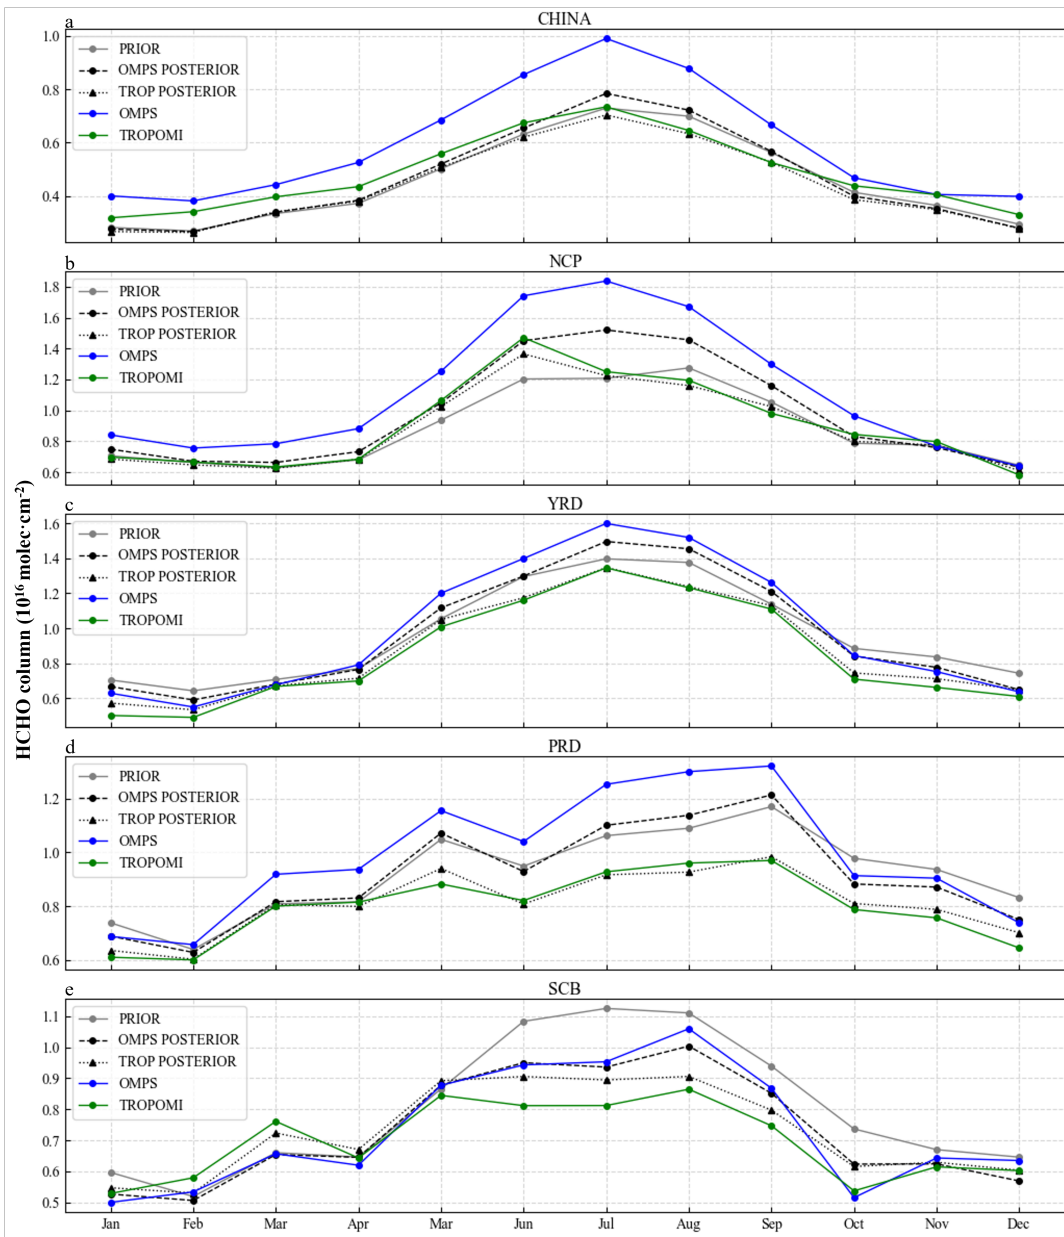 a
CHINA
1.0
0.8
0.6
0.4
PRIOR
OMPS POSTERIOR
TROP POSTERIOR
OMPS
TROPOMI
b
NCP
1.8
1.6
1.4
1.2
1.0
0.8
0.6
PRIOR
OMPS POSTERIOR
TROP POSTERIOR
OMPS
TROPOMI
HCHO column (10¹⁶ molec·cm⁻²)
c
YRD
1.6
1.4
1.2
1.0
0.8
0.6
PRIOR
OMPS POSTERIOR
TROP POSTERIOR
OMPS
TROPOMI
d
PRD
1.2
1.0
0.8
0.6
PRIOR
OMPS POSTERIOR
TROP POSTERIOR
OMPS
TROPOMI
e
SCB
1.1
1.0
0.9
0.8
0.7
0.6
0.5
PRIOR
OMPS POSTERIOR
TROP POSTERIOR
OMPS
TROPOMI
Jan Feb Mar Apr Mar Jun Jul Aug Sep Oct Nov Dec